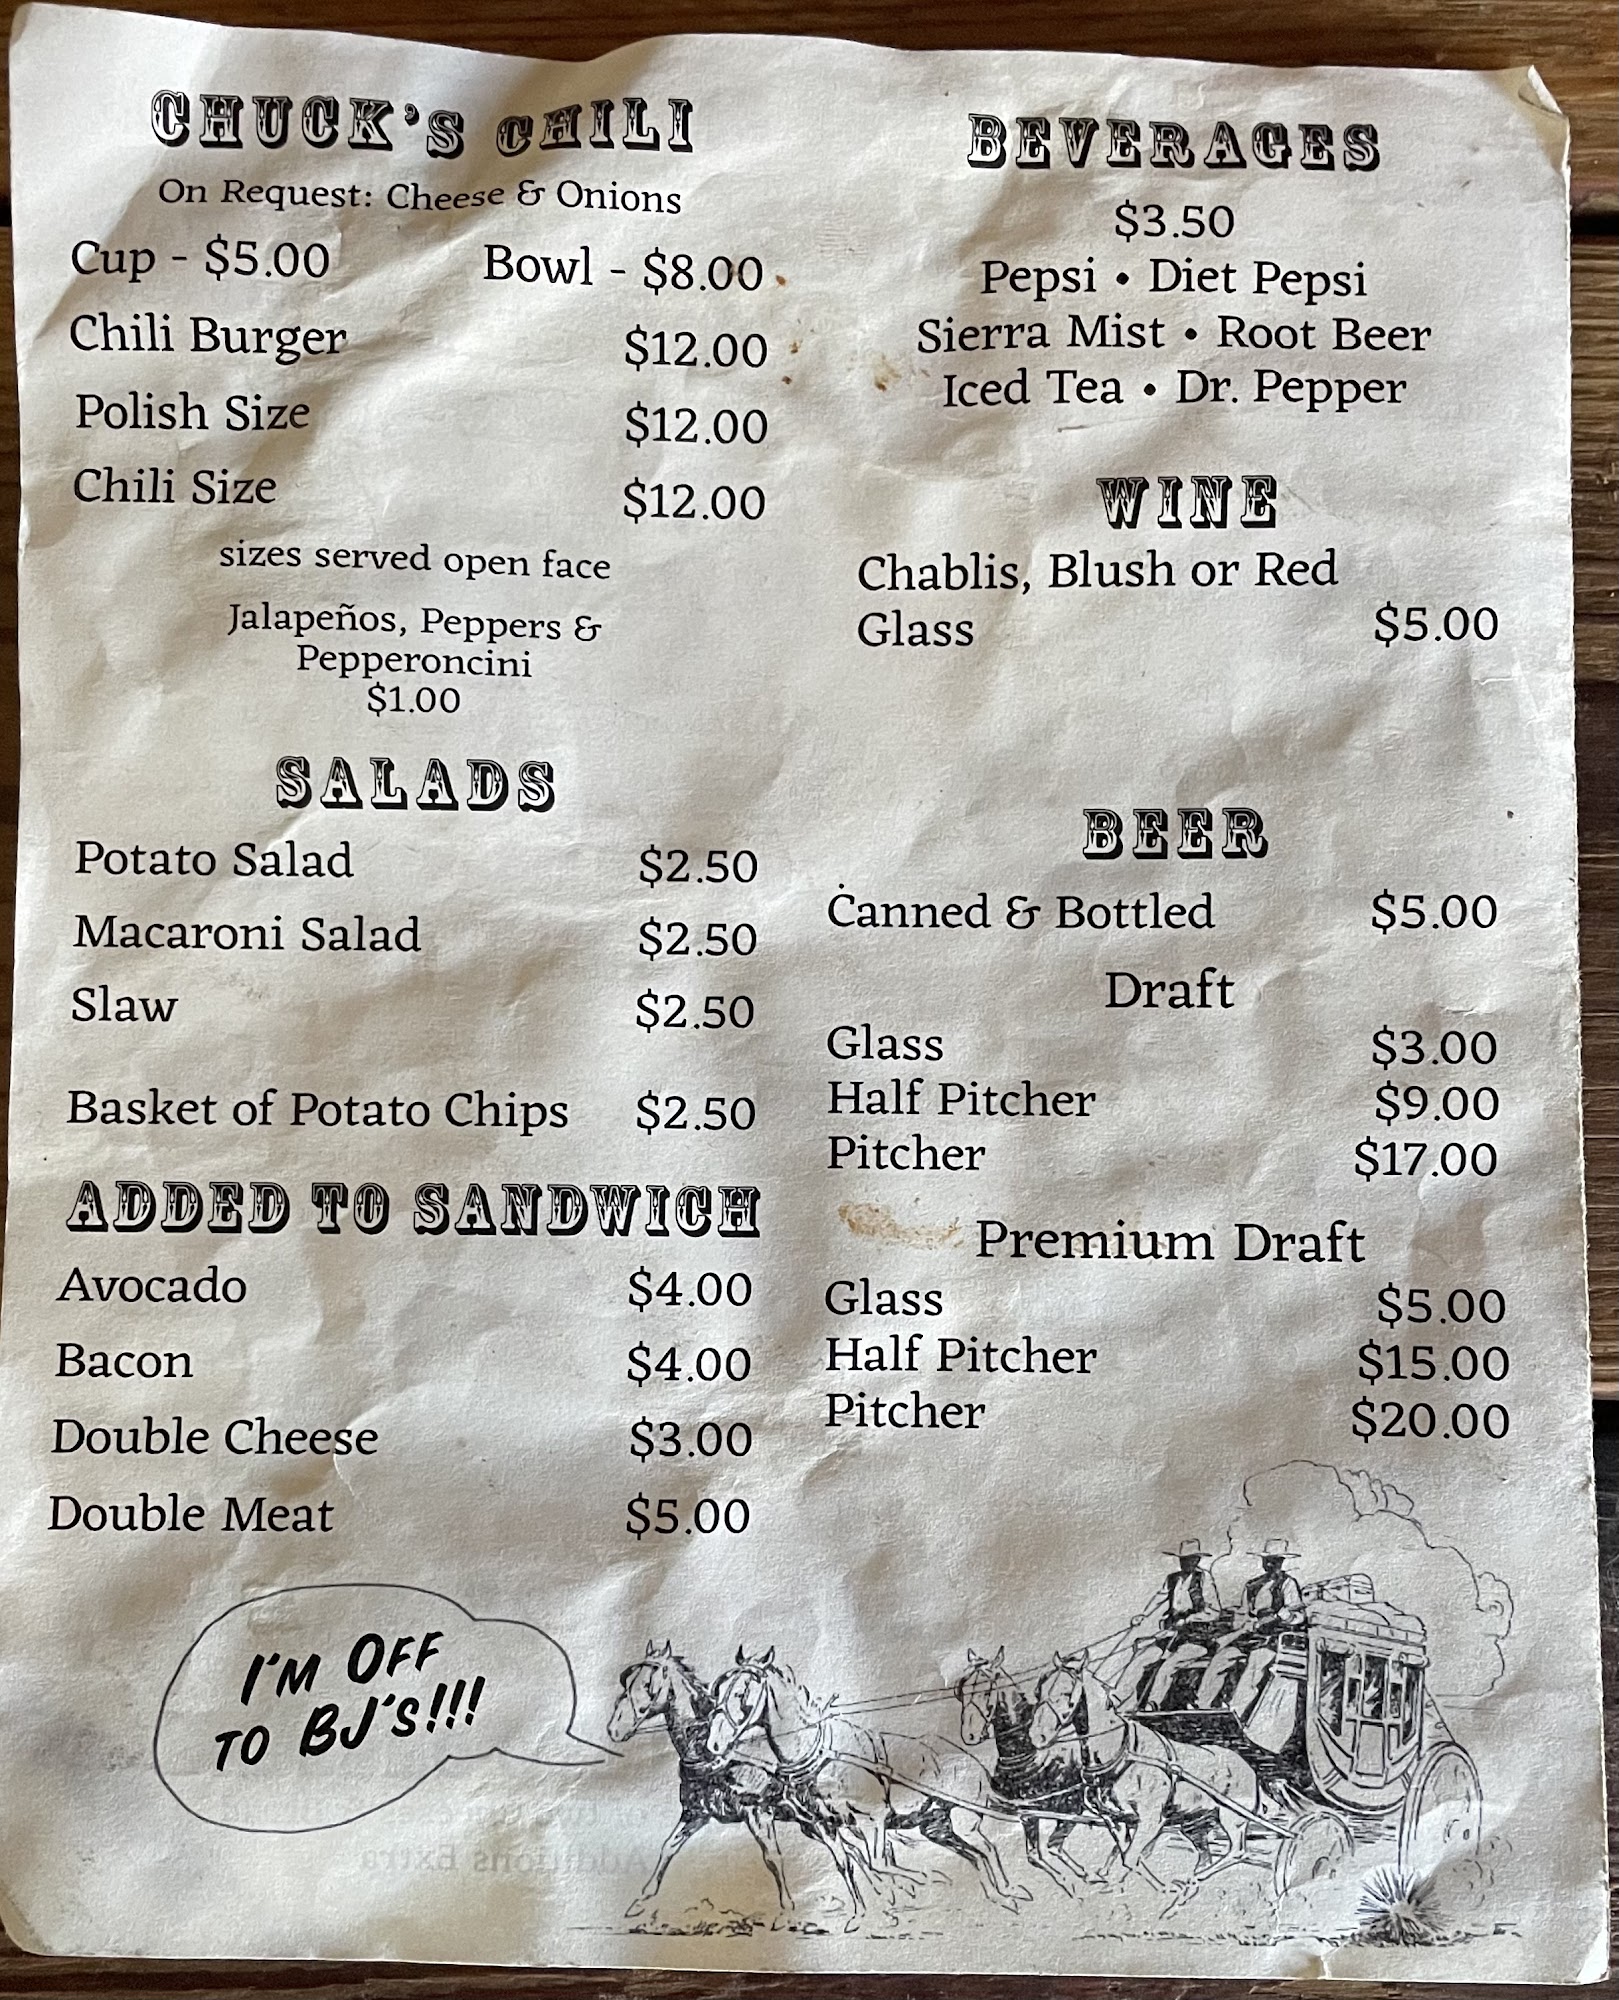 CHUCK'S CHILI
On Request: Cheese & Onions
Cup - $5.00 Bowl - $8.00
Chili Burger $12.00
Polish Size $12.00
Chili Size $12.00
sizes served open face
Jalapeños, Peppers &
Pepperoncini
$1.00
SALADS
Potato Salad $2.50
Macaroni Salad $2.50
Slaw $2.50
Basket of Potato Chips $2.50
ADDED TO SANDWICH
Avocado $4.00
Bacon $4.00
Double Cheese $3.00
Double Meat $5.00
I'M OFF
TO BJ'S!!!
BEVERAGES
$3.50
Pepsi • Diet Pepsi
Sierra Mist • Root Beer
Iced Tea • Dr. Pepper
WINE
Chablis, Blush or Red
Glass $5.00
BEER
Canned & Bottled $5.00
Draft
Glass $3.00
Half Pitcher $9.00
Pitcher $17.00
Premium Draft
Glass $5.00
Half Pitcher $15.00
Pitcher $20.00
Additions Extra